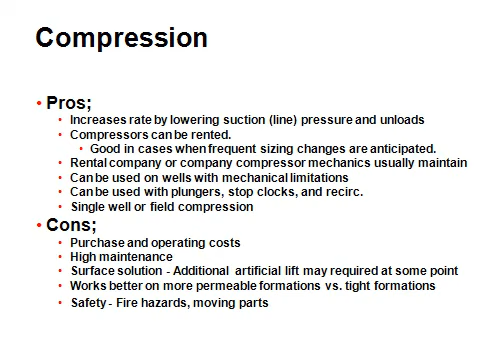 Compression
• Pros;
• Increases rate by lowering suction (line) pressure and unloads
• Compressors can be rented.
• Good in cases when frequent sizing changes are anticipated.
• Rental company or company compressor mechanics usually maintain
• Can be used on wells with mechanical limitations
• Can be used with plungers, stop clocks, and recirc.
• Single well or field compression
• Cons;
• Purchase and operating costs
• High maintenance
• Surface solution - Additional artificial lift may required at some point
• Works better on more permeable formations vs. tight formations
• Safety - Fire hazards, moving parts